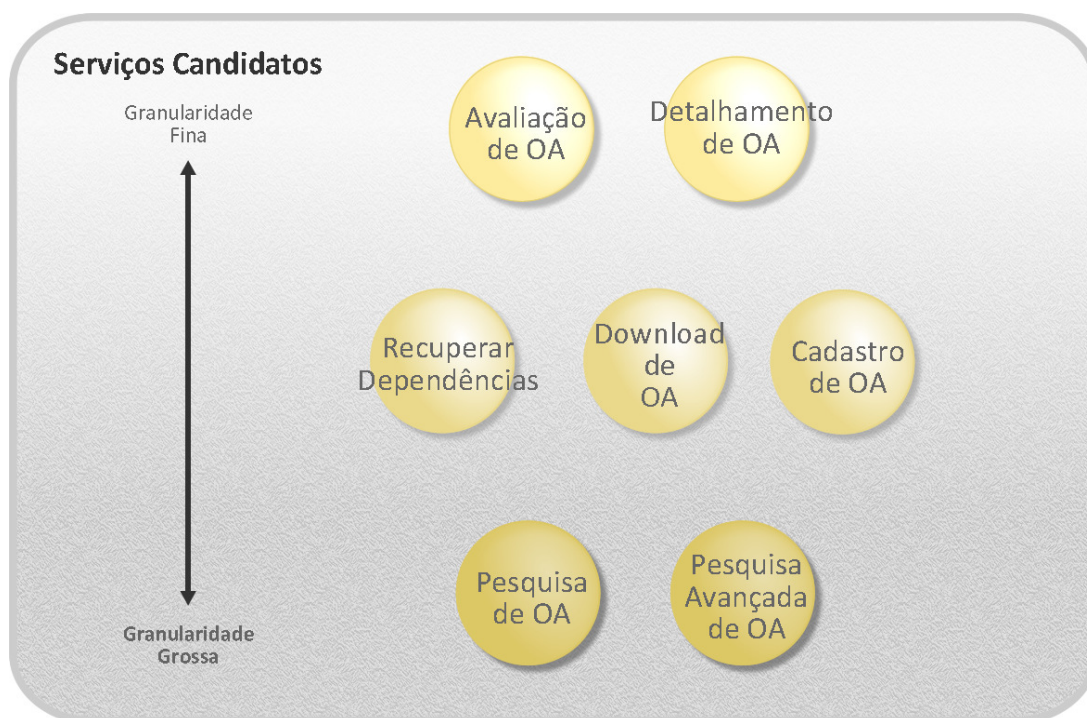 Serviços Candidatos
Granularidade
Fina
Avaliação
de OA
Detalhamento
de OA
Recuperar
Dependências
Download
de
OA
Cadastro
de OA
Pesquisa
de OA
Pesquisa
Avançada
de OA
Granularidade
Grossa